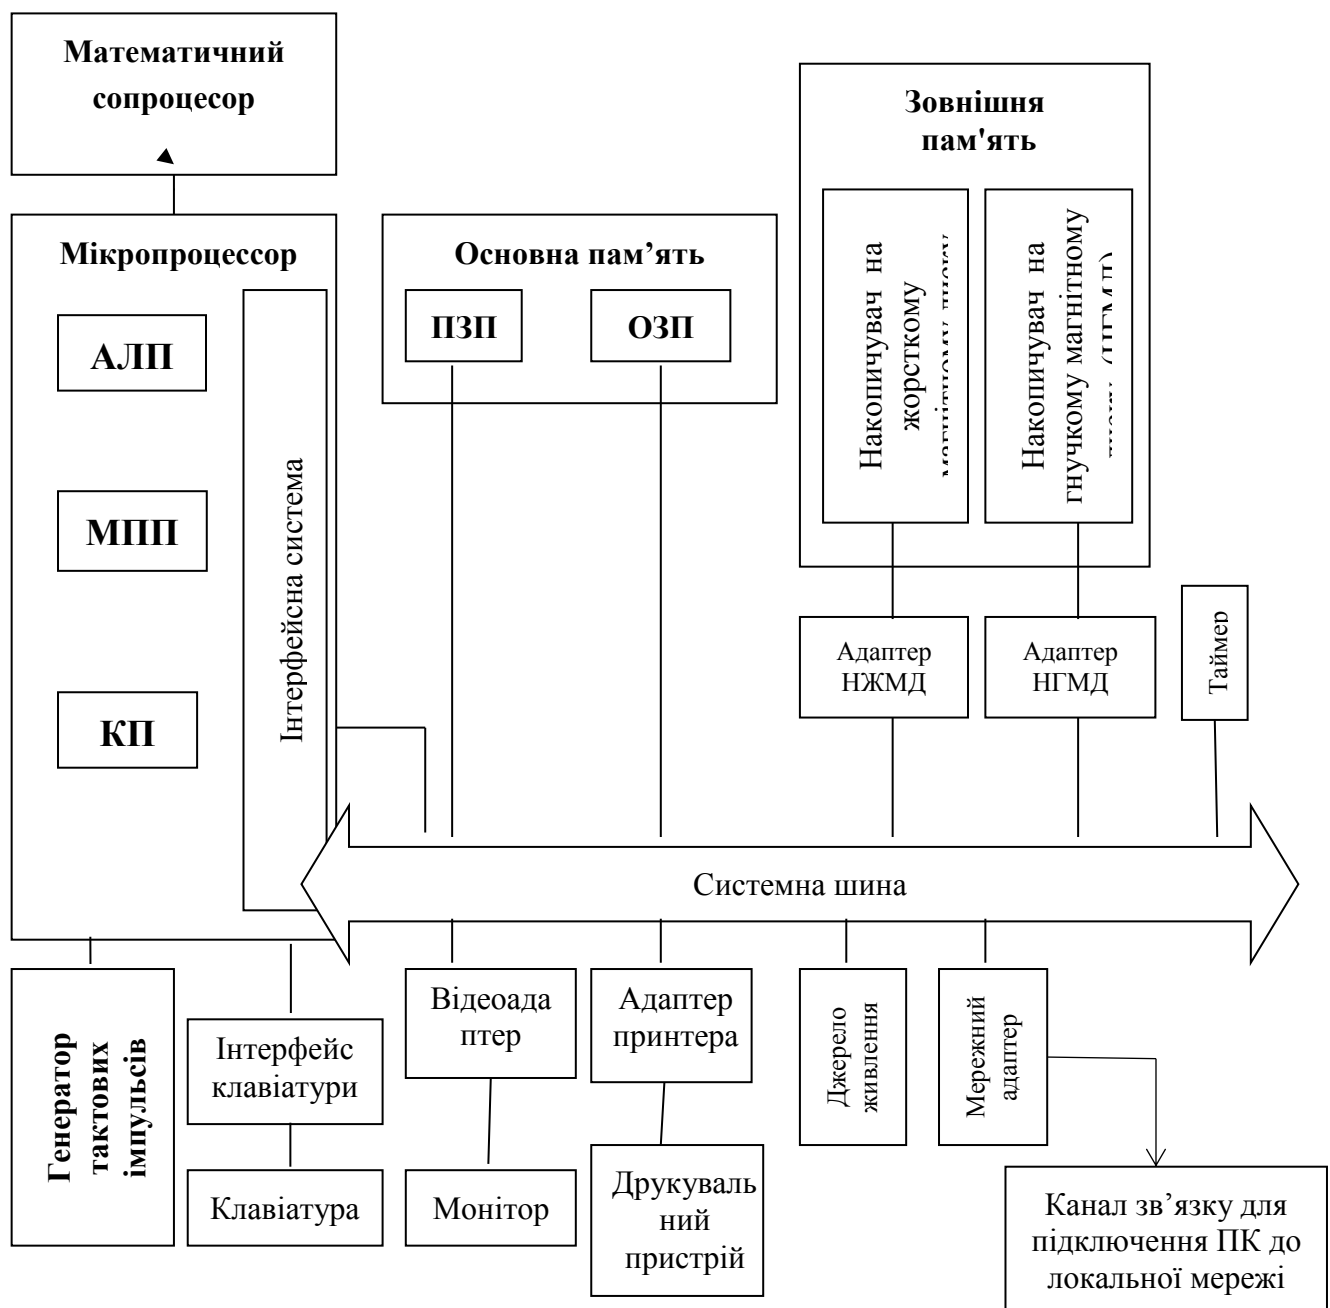 Математичний
сопроцесор
Зовнішня
пам'ять
Накопичувач на
жорсткому
Накопичувач на
гнучкому магнітному
Мікропроцессор
АЛП
МПП
КП
Інтерфейсна система
Основна пам’ять
ПЗП
ОЗП
Адаптер
НЖМД
Адаптер
НГМД
Таймер
Системна шина
Генератор
тактових
імпульсів
Інтерфейс
клавіатури
Клавіатура
Відеоада
птер
Монітор
Адаптер
принтера
Друкуваль
ний
пристрій
Джерело
живлення
Мережний
адаптер
Канал зв’язку для
підключення ПК до
локальної мережі